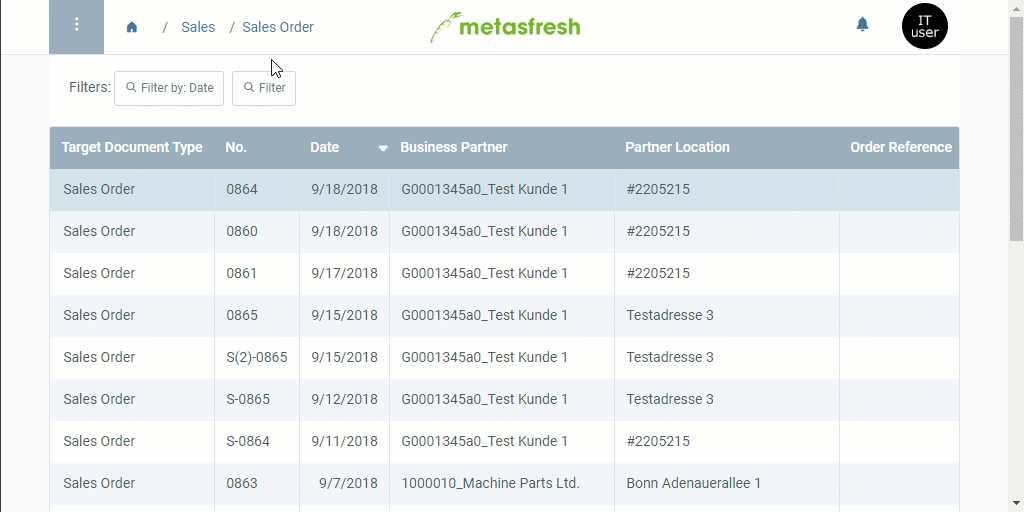 / Sales / Sales Order metasfresh IT user
Filters: Filter by: Date Filter
Target Document Type No. Date Business Partner Partner Location Order Reference
Sales Order 0864 9/18/2018 G0001345a0_Test Kunde 1 #2205215
Sales Order 0860 9/18/2018 G0001345a0_Test Kunde 1 #2205215
Sales Order 0861 9/17/2018 G0001345a0_Test Kunde 1 #2205215
Sales Order 0865 9/15/2018 G0001345a0_Test Kunde 1 Testadresse 3
Sales Order S(2)-0865 9/15/2018 G0001345a0_Test Kunde 1 Testadresse 3
Sales Order S-0865 9/12/2018 G0001345a0_Test Kunde 1 Testadresse 3
Sales Order S-0864 9/11/2018 G0001345a0_Test Kunde 1 #2205215
Sales Order 0863 9/7/2018 1000010_Machine Parts Ltd. Bonn Adenauerallee 1